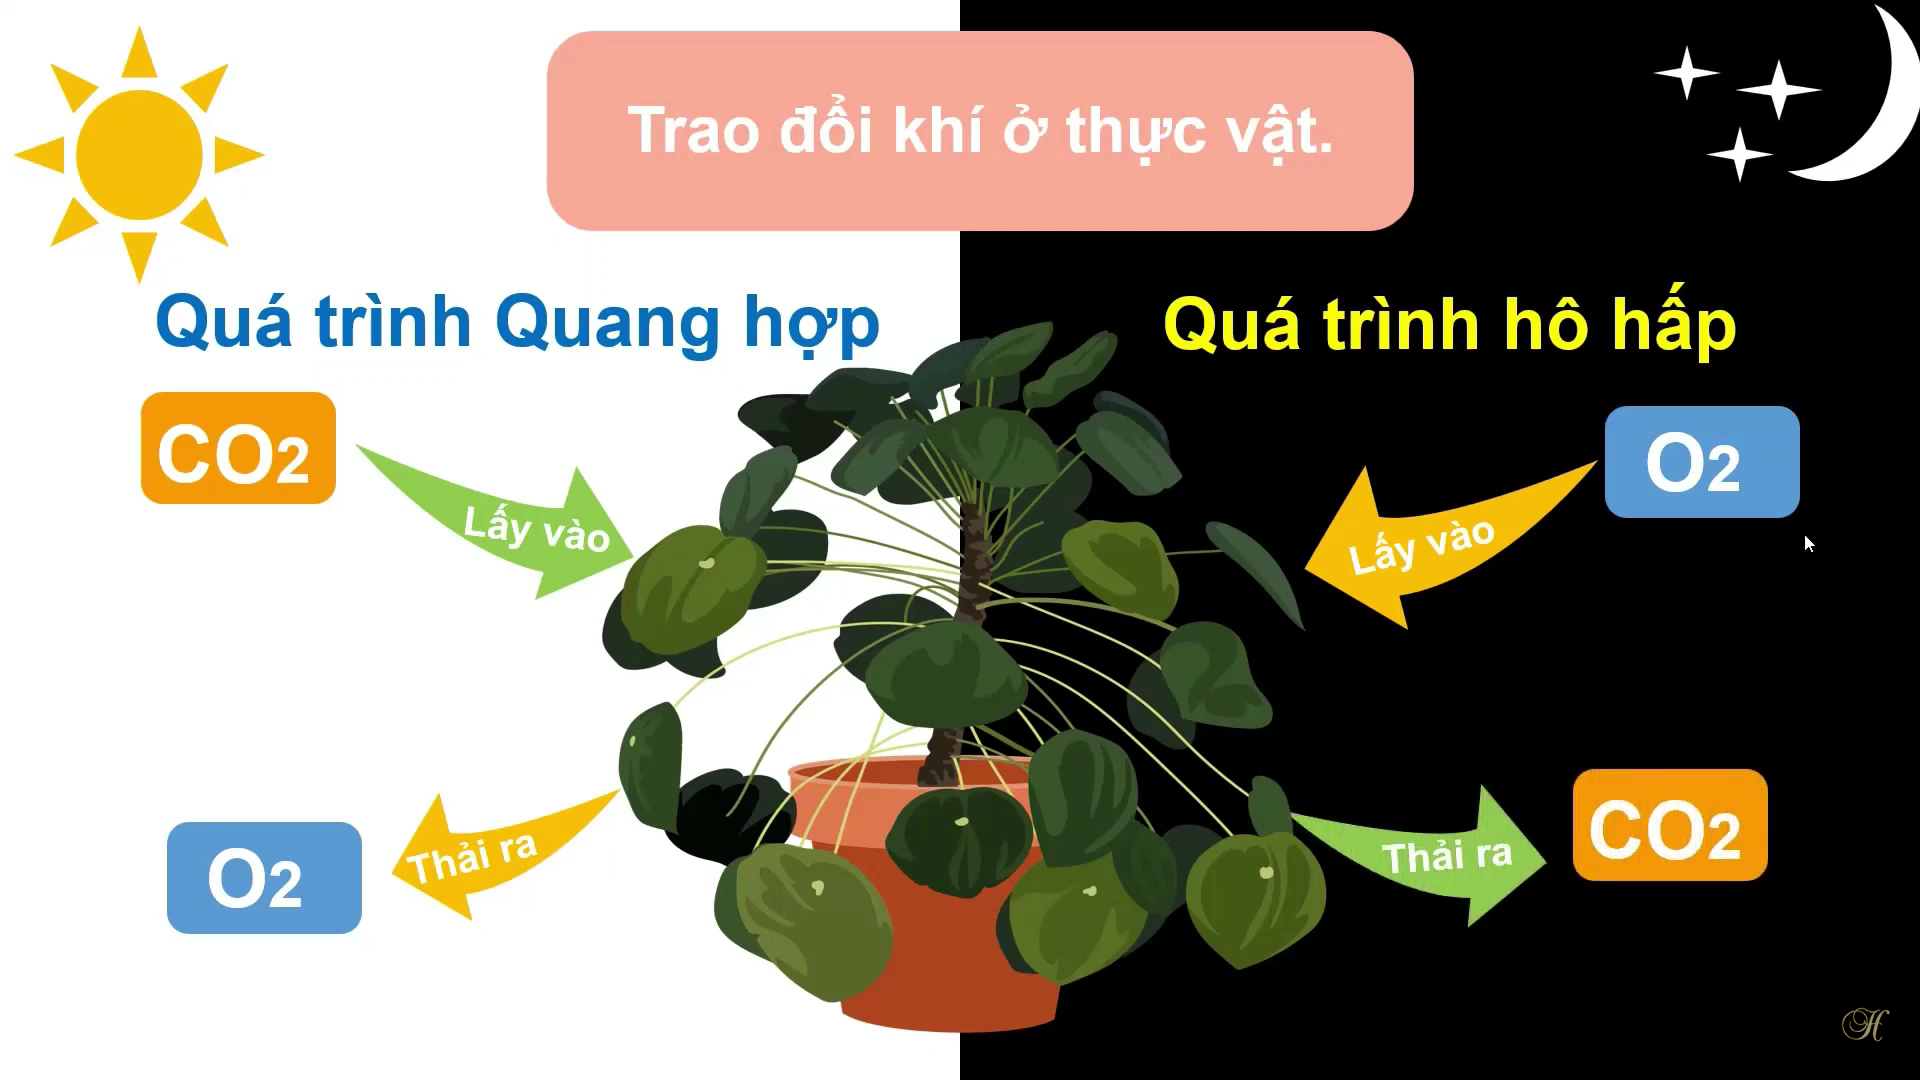 Trao đổi khí ở thực vật.
Quá trình Quang hợp
CO2
Lấy vào
O2
Thải ra
Quá trình hô hấp
O2
Lấy vào
CO2
Thải ra
H